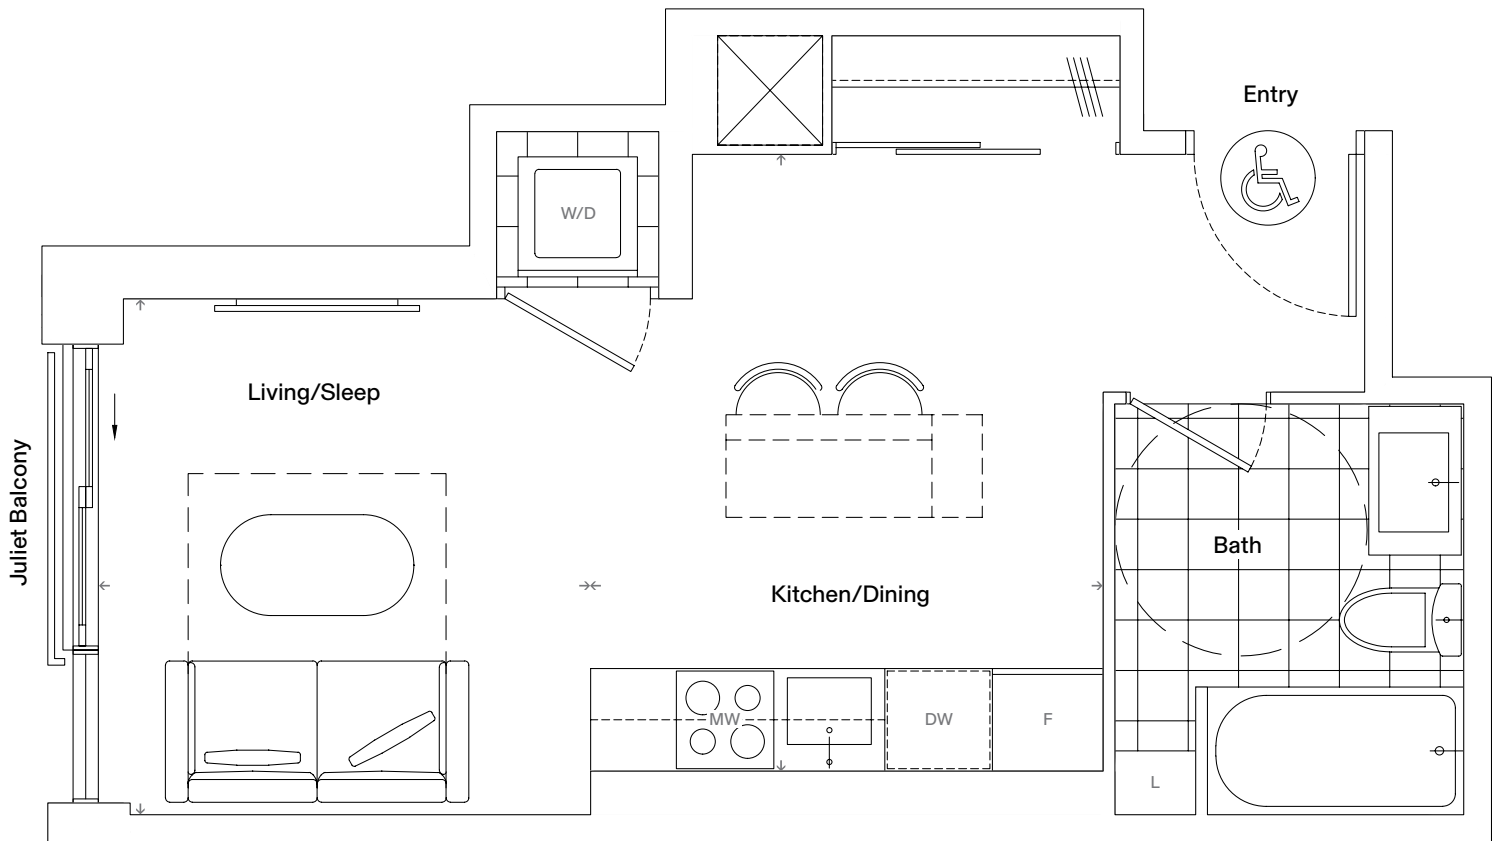 Entry
W/D
Living/Sleep
Juliet Balcony
Bath
Kitchen/Dining
MW
DW
F
L